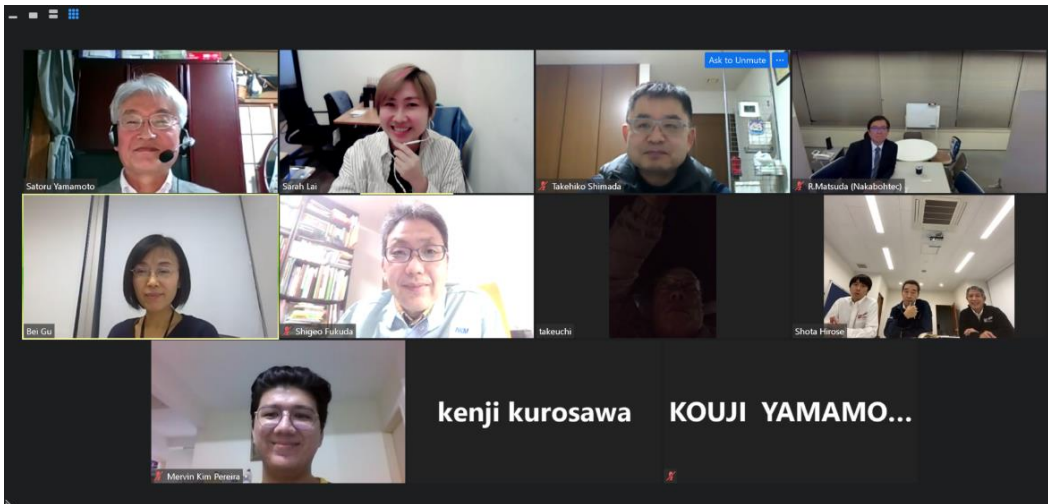 Ask to Unmute
Satoru Yamamoto
Sarah Lai
Takehiko Shimada
R.Matsuda (Nakabohtec)
Bei Gu
Shigeo Fukuda
takeuchi
Shota Hirose
Mervin Kim Pereira
kenji kurosawa
KOUJI YAMAMO...